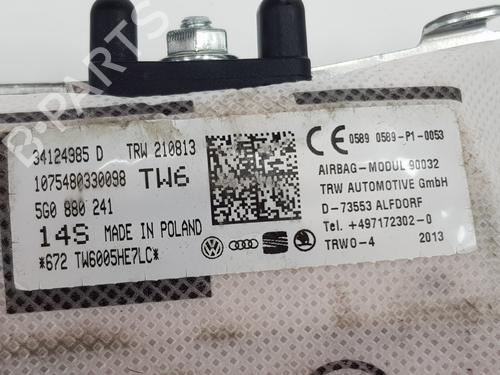 34124985 D TRW 210813
1075480330098 TW6
5G0 880 241
14S MADE IN POLAND
*672 TW6005HE7LC*
CE 0589 0589-P1-0053
AIRBAG-MODUL 90032
TRW AUTOMOTIVE GmbH
D-73553 ALFDORF
Tel. +497172302-0
TRWO-4 2013
B-PARTS